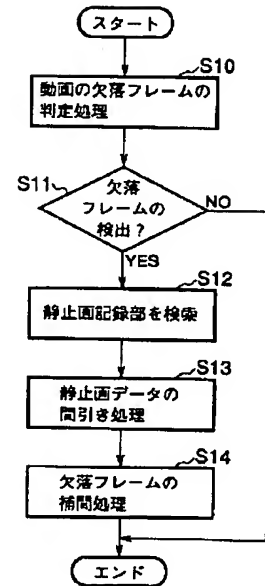 スタート
S10
動画の欠落フレームの
判定処理
S11
欠落
フレームの
検出？
NO
YES
S12
静止画記録部を検索
S13
静止画データの
間引き処理
S14
欠落フレームの
補間処理
エンド